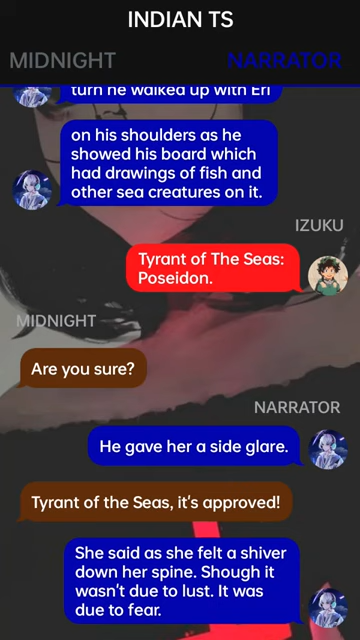 INDIAN TS
MIDNIGHT
NARRATOR
turn he walked up with Eri
on his shoulders as he
showed his board which
had drawings of fish and
other sea creatures on it.
IZUKU
Tyrant of The Seas:
Poseidon.
MIDNIGHT
Are you sure?
NARRATOR
He gave her a side glare.
Tyrant of the Seas, it's approved!
She said as she felt a shiver
down her spine. Shough it
wasn't due to lust. It was
due to fear.